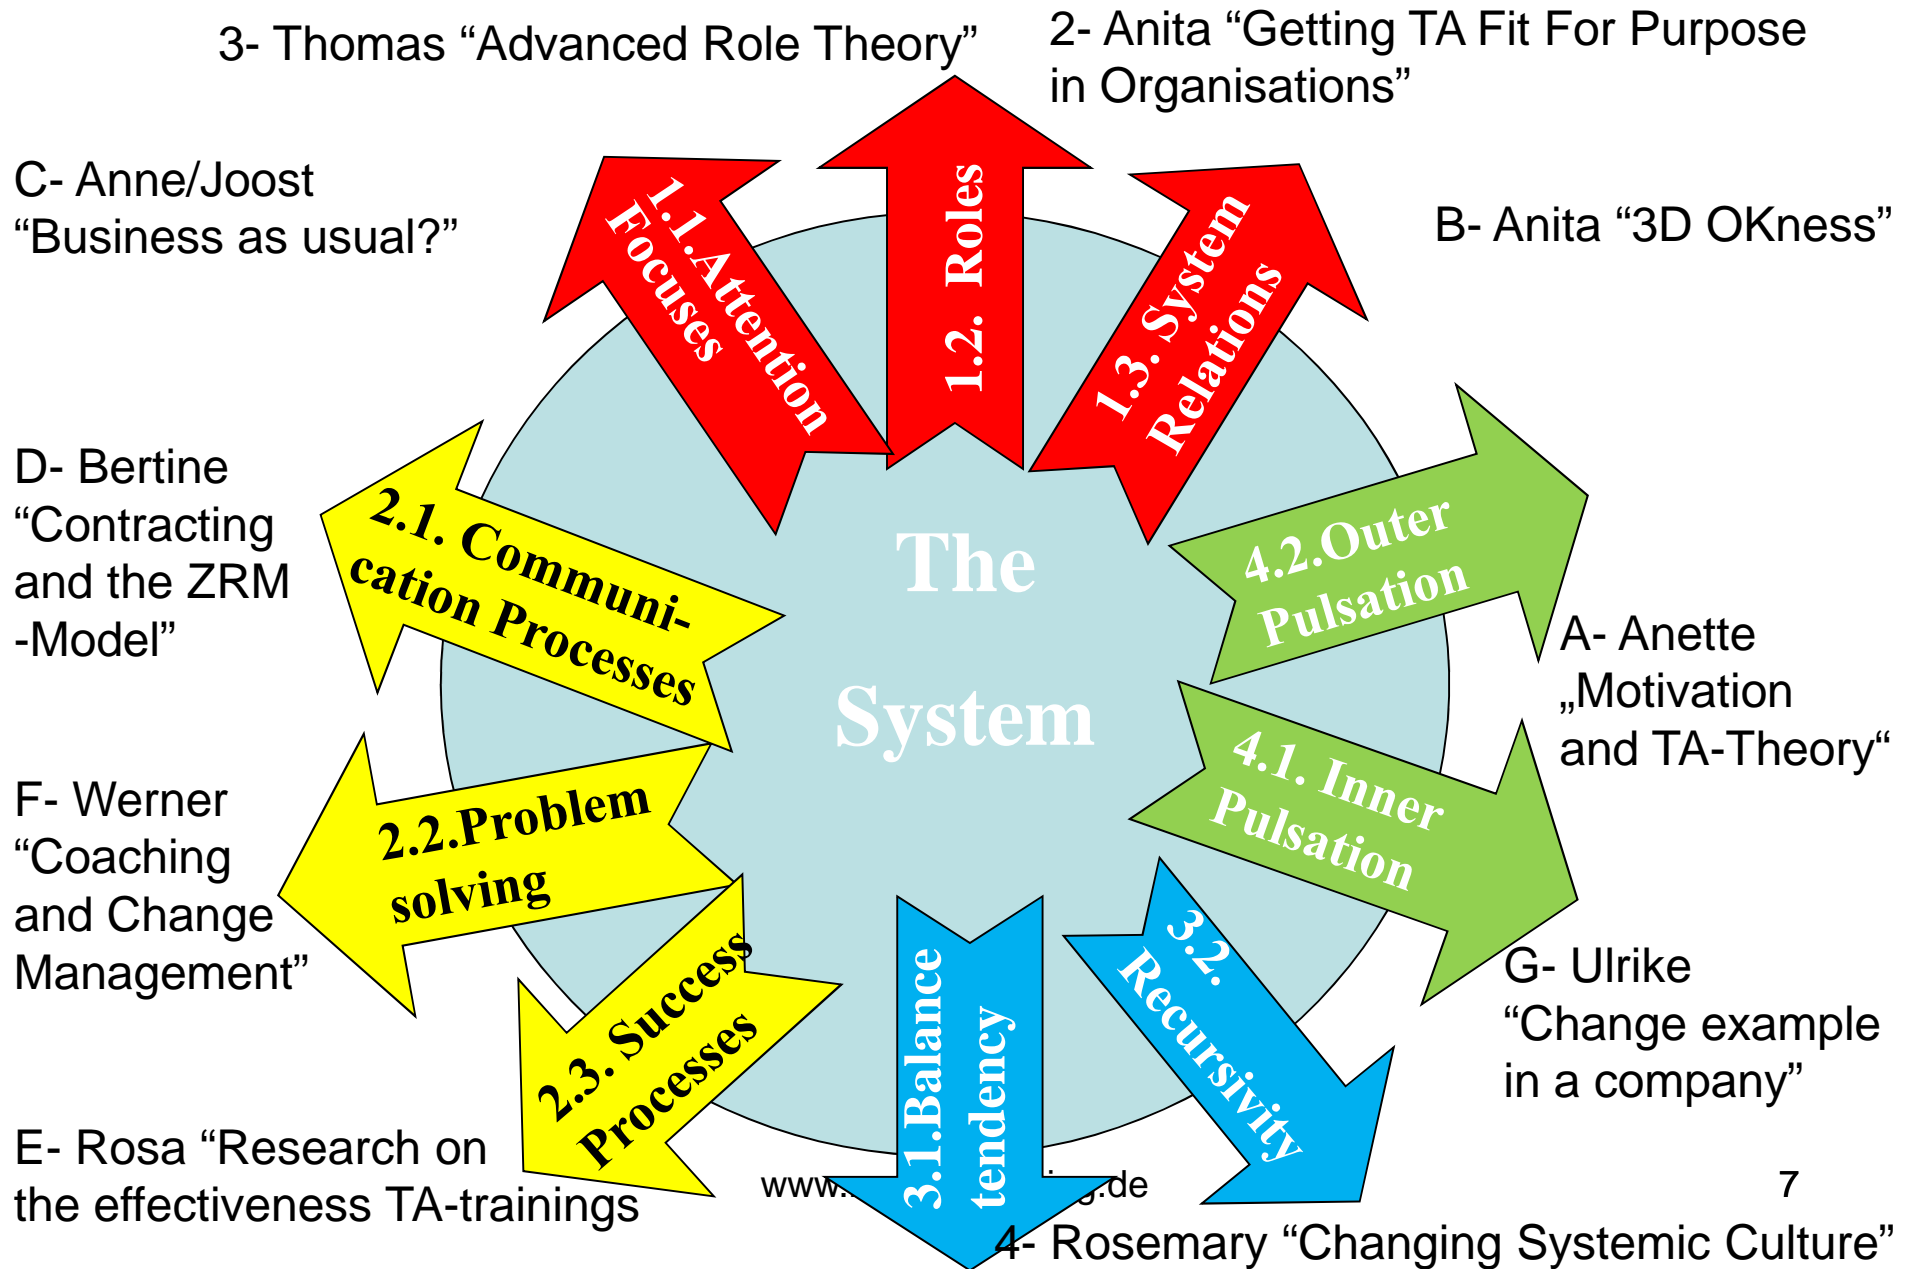 3- Thomas “Advanced Role Theory”
2- Anita “Getting TA Fit For Purpose
in Organisations”
C- Anne/Joost
“Business as usual?”
B- Anita “3D OKness”
1.1.Attention
Focuses
1.2. Roles
1.3. System
Relations
D- Bertine
“Contracting
and the ZRM
-Model”
2.1. Communi-
cation Processes
The
System
4.2.Outer
Pulsation
A- Anette
„Motivation
and TA-Theory“
4.1. Inner
Pulsation
F- Werner
“Coaching
and Change
Management”
2.2.Problem
solving
2.3. Success
Processes
3.1.Balance
tendency
3.2.
Recursivity
G- Ulrike
“Change example
in a company”
E- Rosa “Research on
the effectiveness TA-trainings
7
4- Rosemary “Changing Systemic Culture”